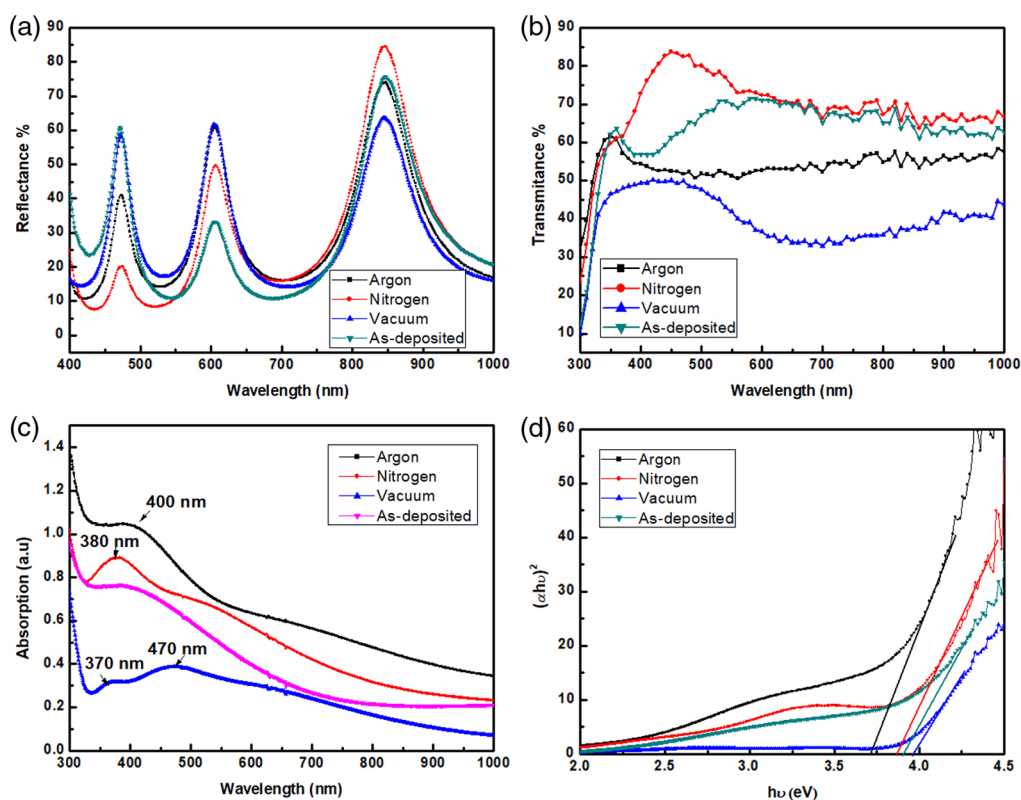 (a)
90
80
70
60
50
40
30
20
10
0
Reflectance %
Argon
Nitrogen
Vacuum
As-deposited
400 500 600 700 800 900 1000
Wavelength (nm)
(b)
90
80
70
60
50
40
30
20
10
Transmitance %
Argon
Nitrogen
Vacuum
As-deposited
300 400 500 600 700 800 900 1000
Wavelength (nm)
(c)
1.4
1.2
1.0
0.8
0.6
0.4
0.2
0.0
Absorption (a.u)
Argon
Nitrogen
Vacuum
As-deposited
400 nm
380 nm
370 nm
470 nm
300 400 500 600 700 800 900 1000
Wavelength (nm)
(d)
60
50
40
30
20
10
0
(αhυ)²
Argon
Nitrogen
Vacuum
As-deposited
2.0 2.5 3.0 3.5 4.0 4.5
hυ (eV)